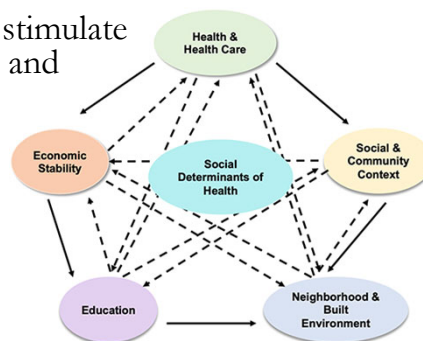 stimulate
and
Health &
Health Care
Economic
Stability
Social
Determinants of
Health
Social &
Community
Context
Education
Neighborhood &
Built
Environment